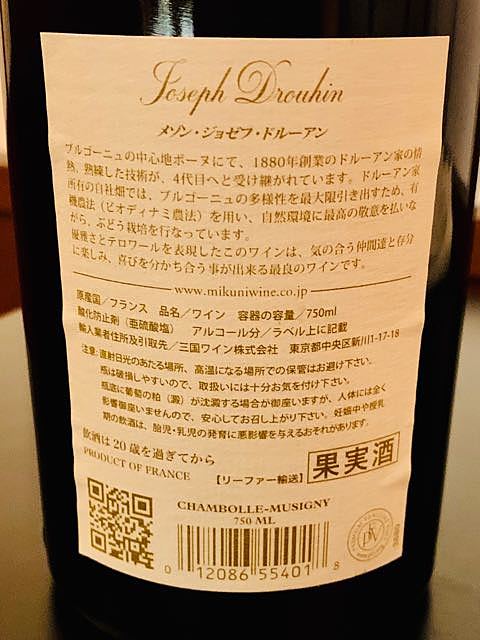 Joseph Drouhin
メゾン・ジョゼフ・ドルーアン
ブルゴーニュの中心地ボーヌにて、1880年創業のドルーアン家の情
熱、熟練した技術が、4代目へと受け継がれています。ドルーアン家
所有の自社畑では、ブルゴーニュの多様性を最大限引き出すため、有
機農法（ビオディナミ農法）を用い、自然環境に最高の敬意を払いな
がら、ぶどう栽培を行なっています。
優雅さとテロワールを表現したこのワインは、気の合う仲間達と存分
に楽しみ、喜びを分かち合う事が出来る最良のワインです。
www.mikuniwine.co.jp
原産国／フランス 品名／ワイン 容器の容量／750ml
酸化防止剤（亜硫酸塩） アルコール分／ラベル上に記載
輸入業者住所及引取先／三国ワイン株式会社 東京都中央区新川1-17-18
注意：直射日光のあたる場所、高温になる場所での保管はお避け下さい。
瓶は破損しやすいので、取扱いには十分お気を付け下さい。
瓶底に葡萄の粕（澱）が沈澱する場合が御座いますが、人体には全く
影響御座いませんので、安心してお召し上がり下さい。妊娠中や授乳
期の飲酒は、胎児・乳児の発育に悪影響を与えるおそれがあります。
飲酒は20歳を過ぎてから
PRODUCT OF FRANCE
【リーファー輸送】
果実酒
CHAMBOLLE-MUSIGNY
750 ML
0 12086 55401 8